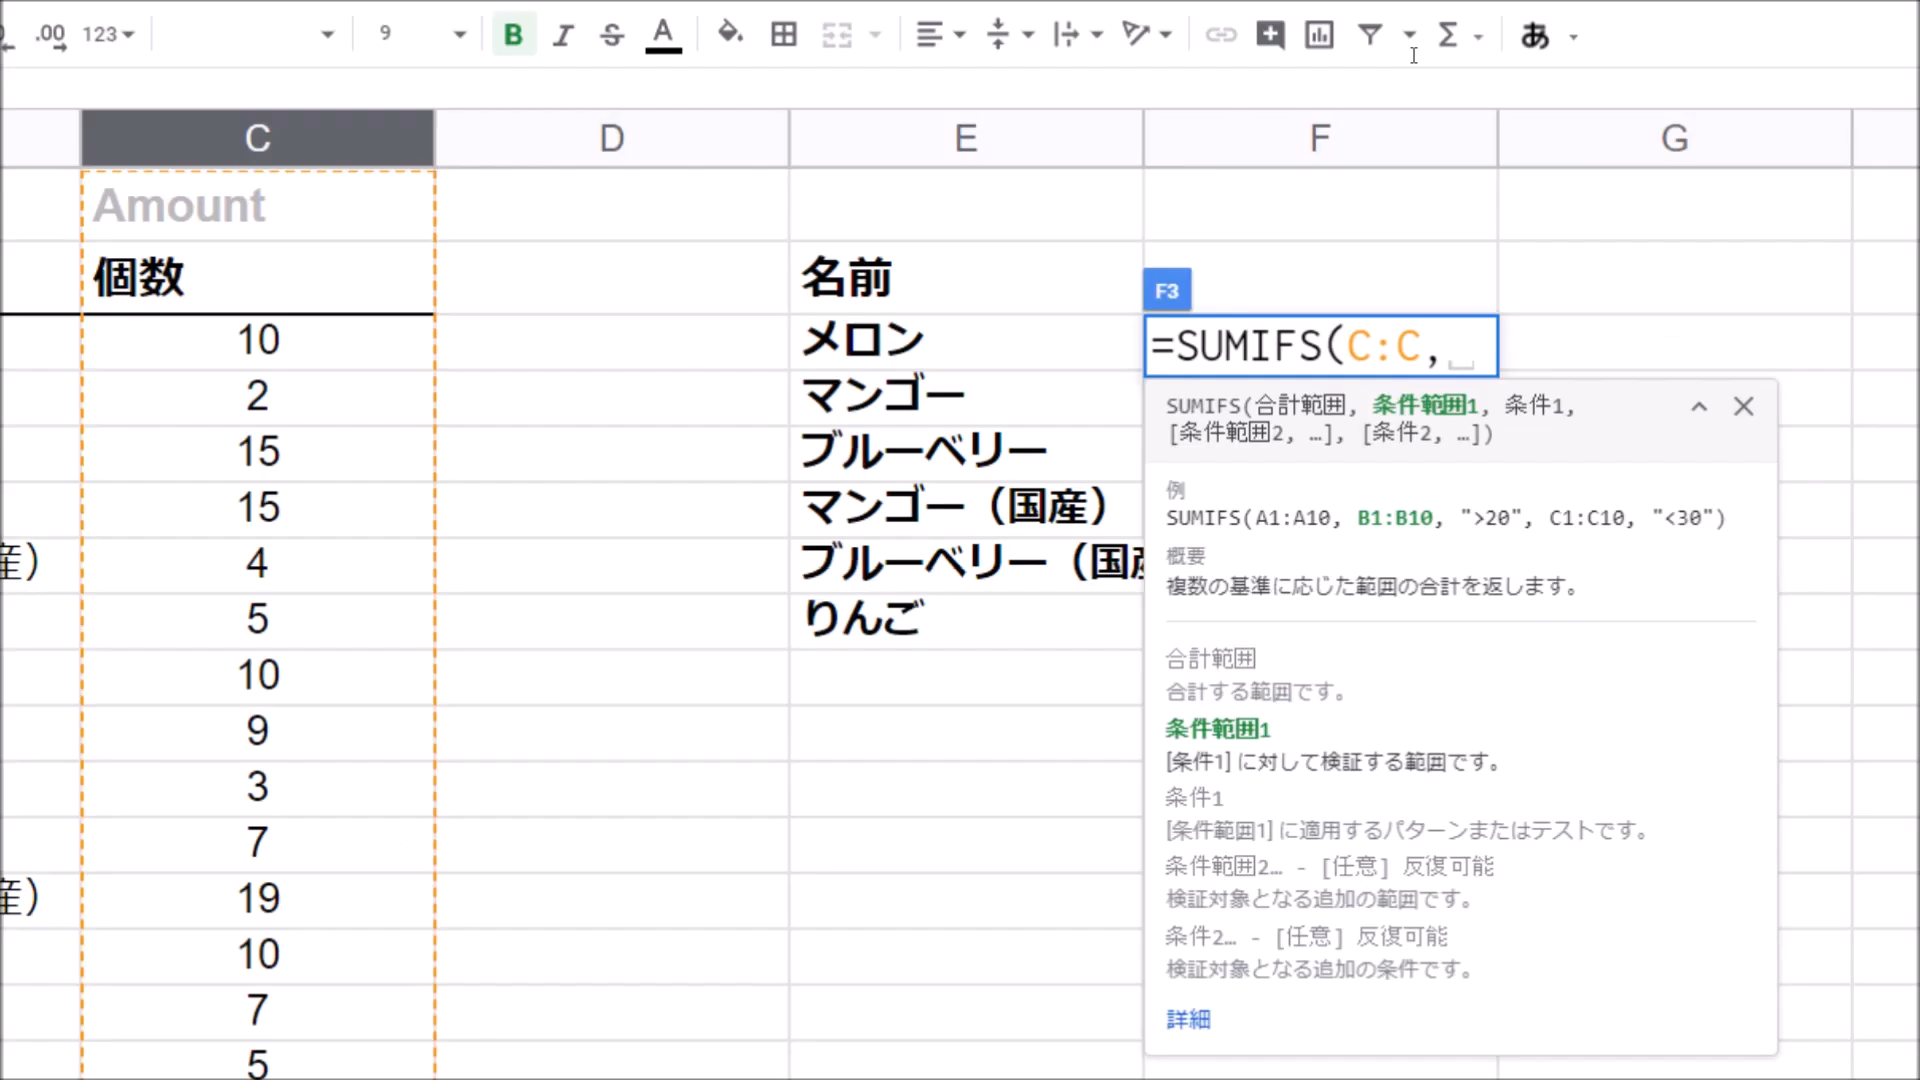 .00 123 9 B I S A Σ あ
C D E F G
Amount
個数 名前 F3
10 メロン =SUMIFS(C:C,
2 マンゴー
15 ブルーベリー
15 マンゴー（国産）
産） 4 ブルーベリー（国産
5 りんご
10
9
3
7
産） 19
10
7
5
SUMIFS(合計範囲, 条件範囲1, 条件1,
[条件範囲2, …], [条件2, …])
例
SUMIFS(A1:A10, B1:B10, ">20", C1:C10, "<30")
概要
複数の基準に応じた範囲の合計を返します。
合計範囲
合計する範囲です。
条件範囲1
[条件1] に対して検証する範囲です。
条件1
[条件範囲1] に適用するパターンまたはテストです。
条件範囲2… - [任意] 反復可能
検証対象となる追加の範囲です。
条件2… - [任意] 反復可能
検証対象となる追加の条件です。
詳細